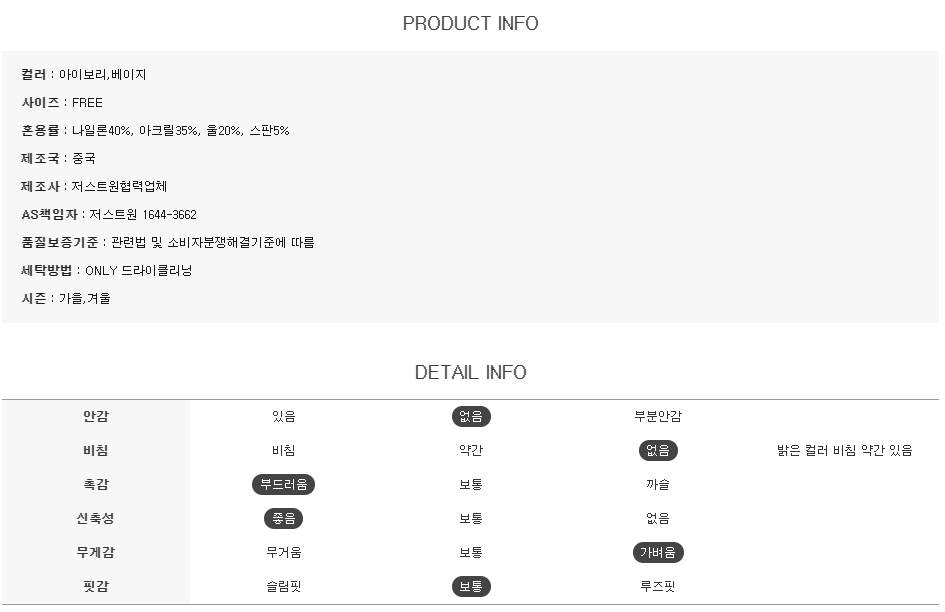 PRODUCT INFO
컬러 : 아이보리,베이지
사이즈 : FREE
혼용률 : 나일론40%, 아크릴35%, 울20%, 스판5%
제조국 : 중국
제조사 : 저스트원협력업체
AS책임자 : 저스트원 1644-3662
품질보증기준 : 관련법 및 소비자분쟁해결기준에 따름
세탁방법 : ONLY 드라이클리닝
시즌 : 가을,겨울
DETAIL INFO
안감 있음 없음 부분안감
비침 비침 약간 없음 밝은 컬러 비침 약간 있음
촉감 부드러움 보통 까슬
신축성 좋음 보통 없음
무게감 무거움 보통 가벼움
핏감 슬림핏 보통 루즈핏